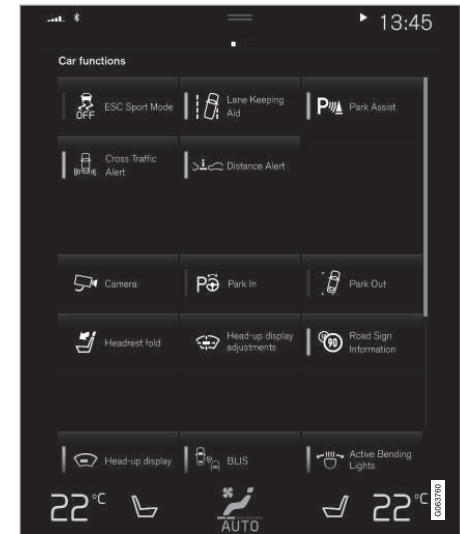 13:45
Car functions
OFF
ESC Sport Mode
Lane Keeping
Aid
P
Park Assist
Cross Traffic
Alert
Distance Alert
Camera
P
Park In
Park Out
Headrest fold
Head-up display
adjustments
90
Road Sign
Information
Head-up display
BLIS
Active Bending
Lights
22°C
AUTO
22°C
G063760